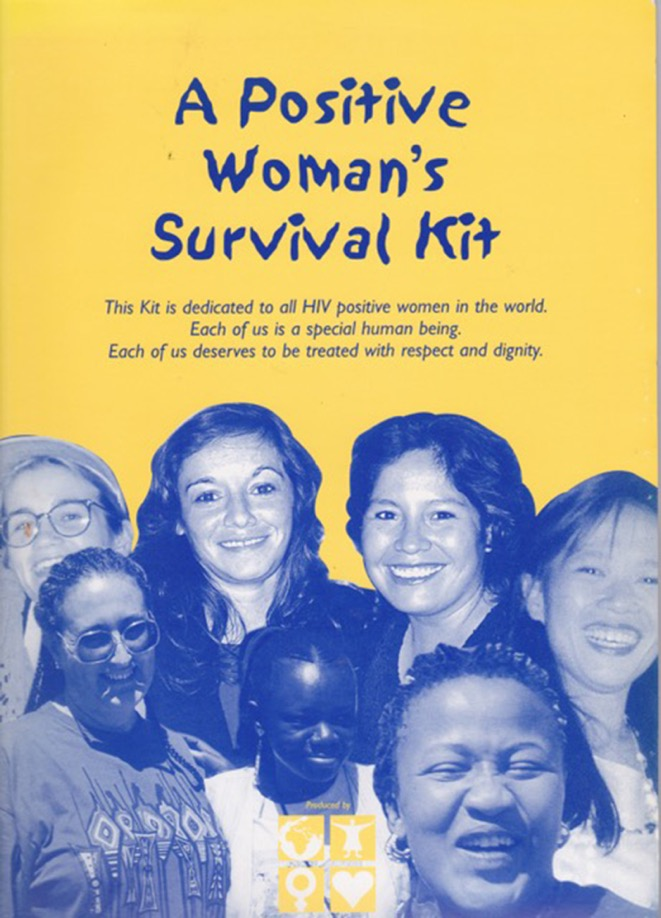 A Positive
Woman's
Survival Kit
This Kit is dedicated to all HIV positive women in the world.
Each of us is a special human being.
Each of us deserves to be treated with respect and dignity.
Produced by